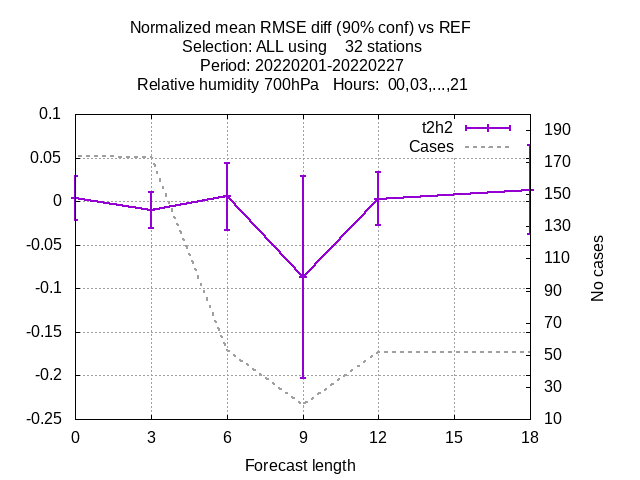 Normalized mean RMSE diff (90% conf) vs REF
Selection: ALL using 32 stations
Period: 20220201-20220227
Relative humidity 700hPa Hours: 00,03,...,21
t2h2
Cases
0.1
0.05
0
-0.05
-0.1
-0.15
-0.2
-0.25
190
170
150
130
110
90
70
50
30
10
No cases
0 3 6 9 12 15 18
Forecast length